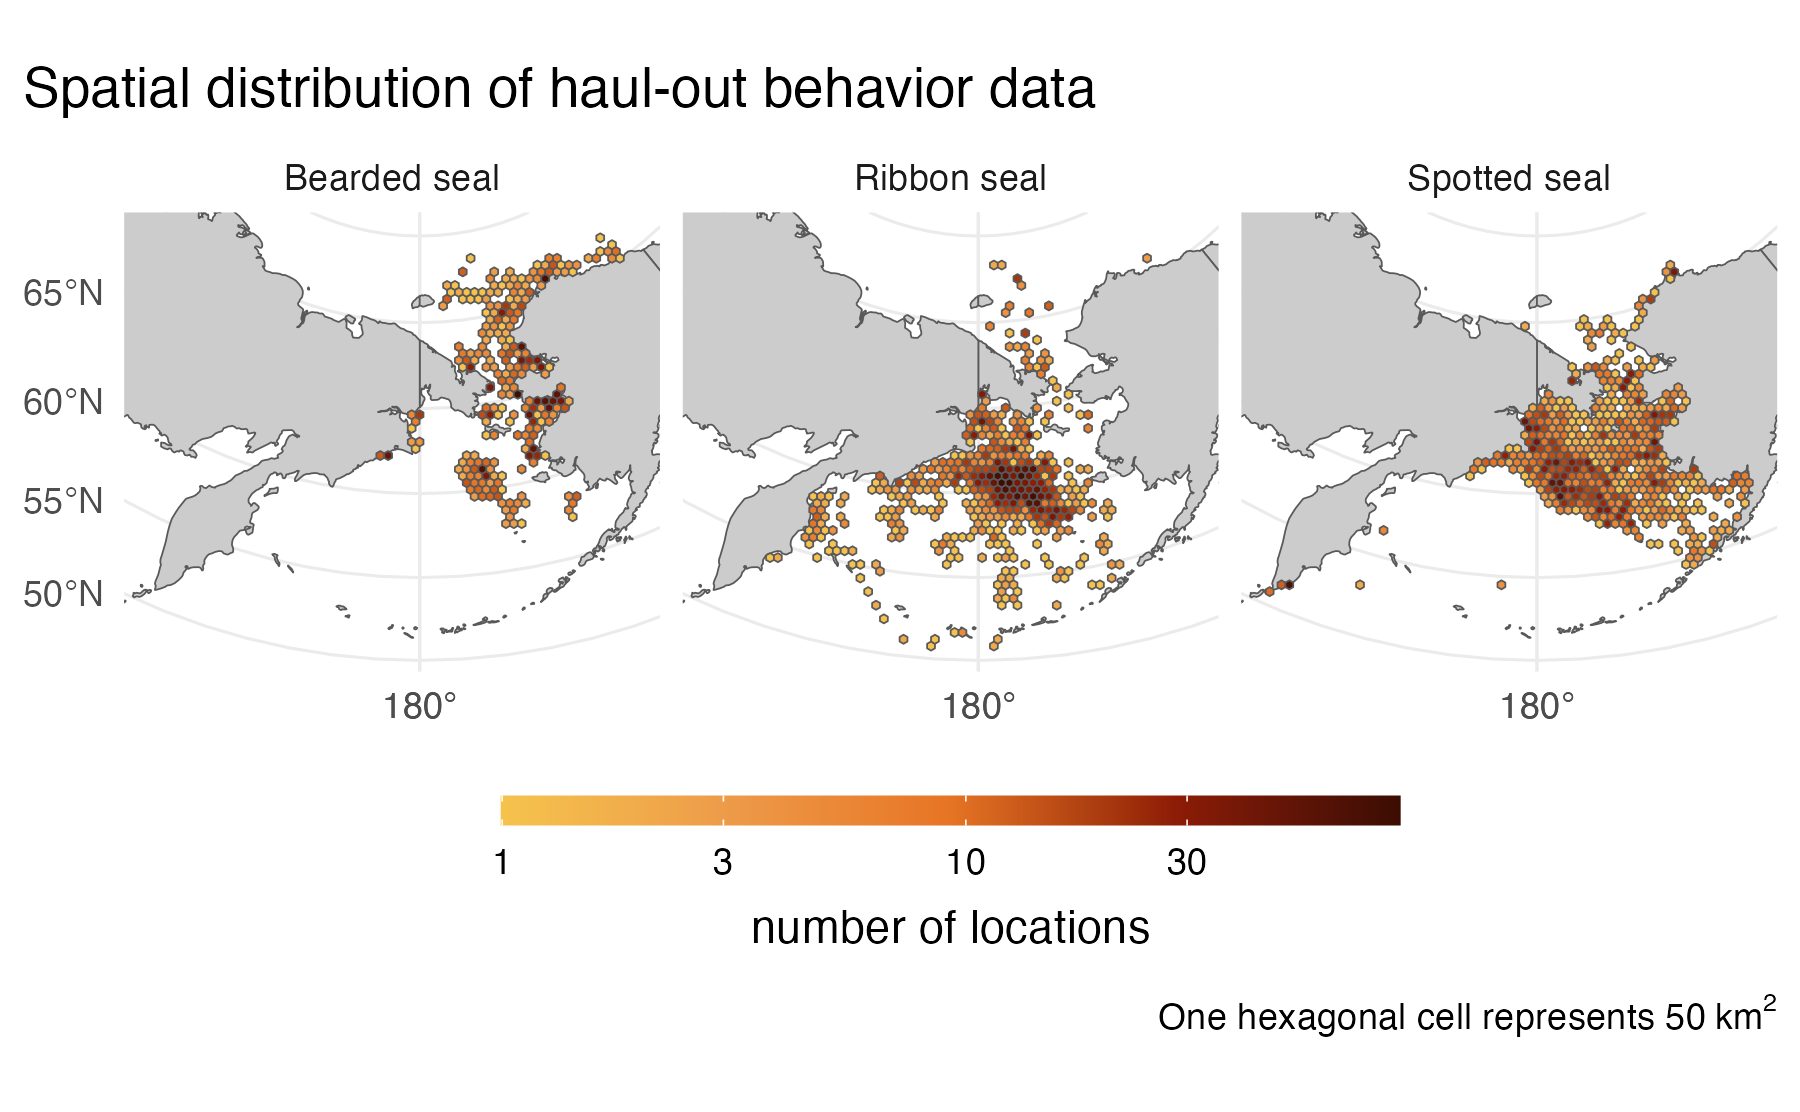 Spatial distribution of haul-out behavior data
Bearded seal
Ribbon seal
Spotted seal
65°N
60°N
55°N
50°N
180°
180°
180°
1
3
10
30
number of locations
One hexagonal cell represents 50 km²